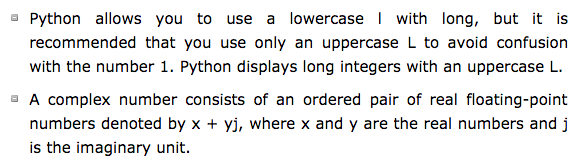 Python allows you to use a lowercase l with long, but it is
recommended that you use only an uppercase L to avoid confusion
with the number 1. Python displays long integers with an uppercase L.
A complex number consists of an ordered pair of real floating-point
numbers denoted by x + yj, where x and y are the real numbers and j
is the imaginary unit.